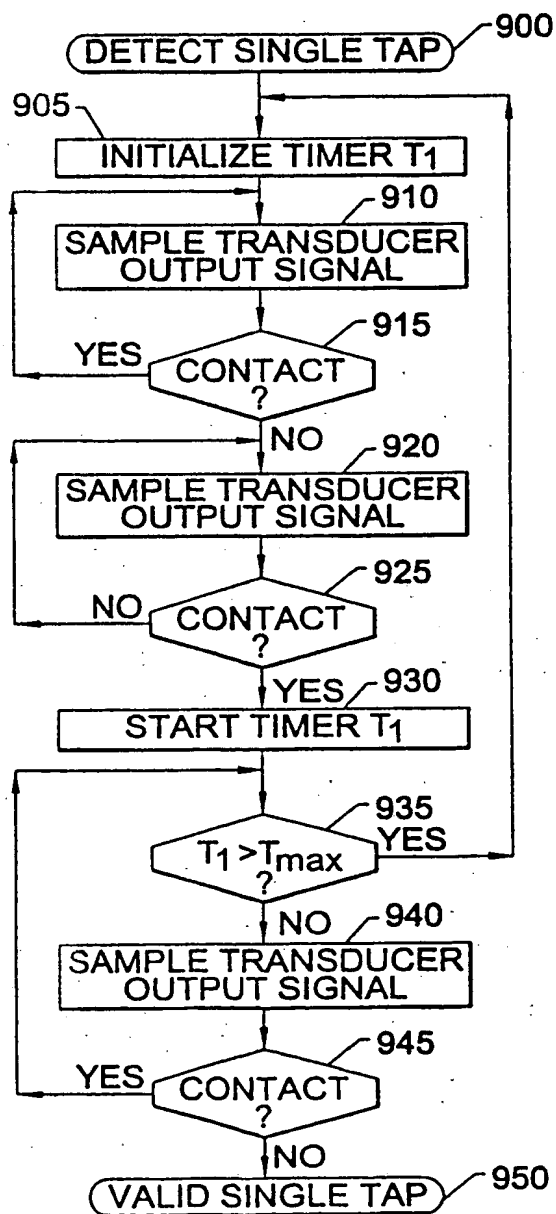 DETECT SINGLE TAP 900
905
INITIALIZE TIMER T1
910
SAMPLE TRANSDUCER
OUTPUT SIGNAL
915
YES
CONTACT
?
NO
920
SAMPLE TRANSDUCER
OUTPUT SIGNAL
925
NO
CONTACT
?
YES
930
START TIMER T1
935
T1 >Tmax
?
YES
NO
940
SAMPLE TRANSDUCER
OUTPUT SIGNAL
945
YES
CONTACT
?
NO
VALID SINGLE TAP 950